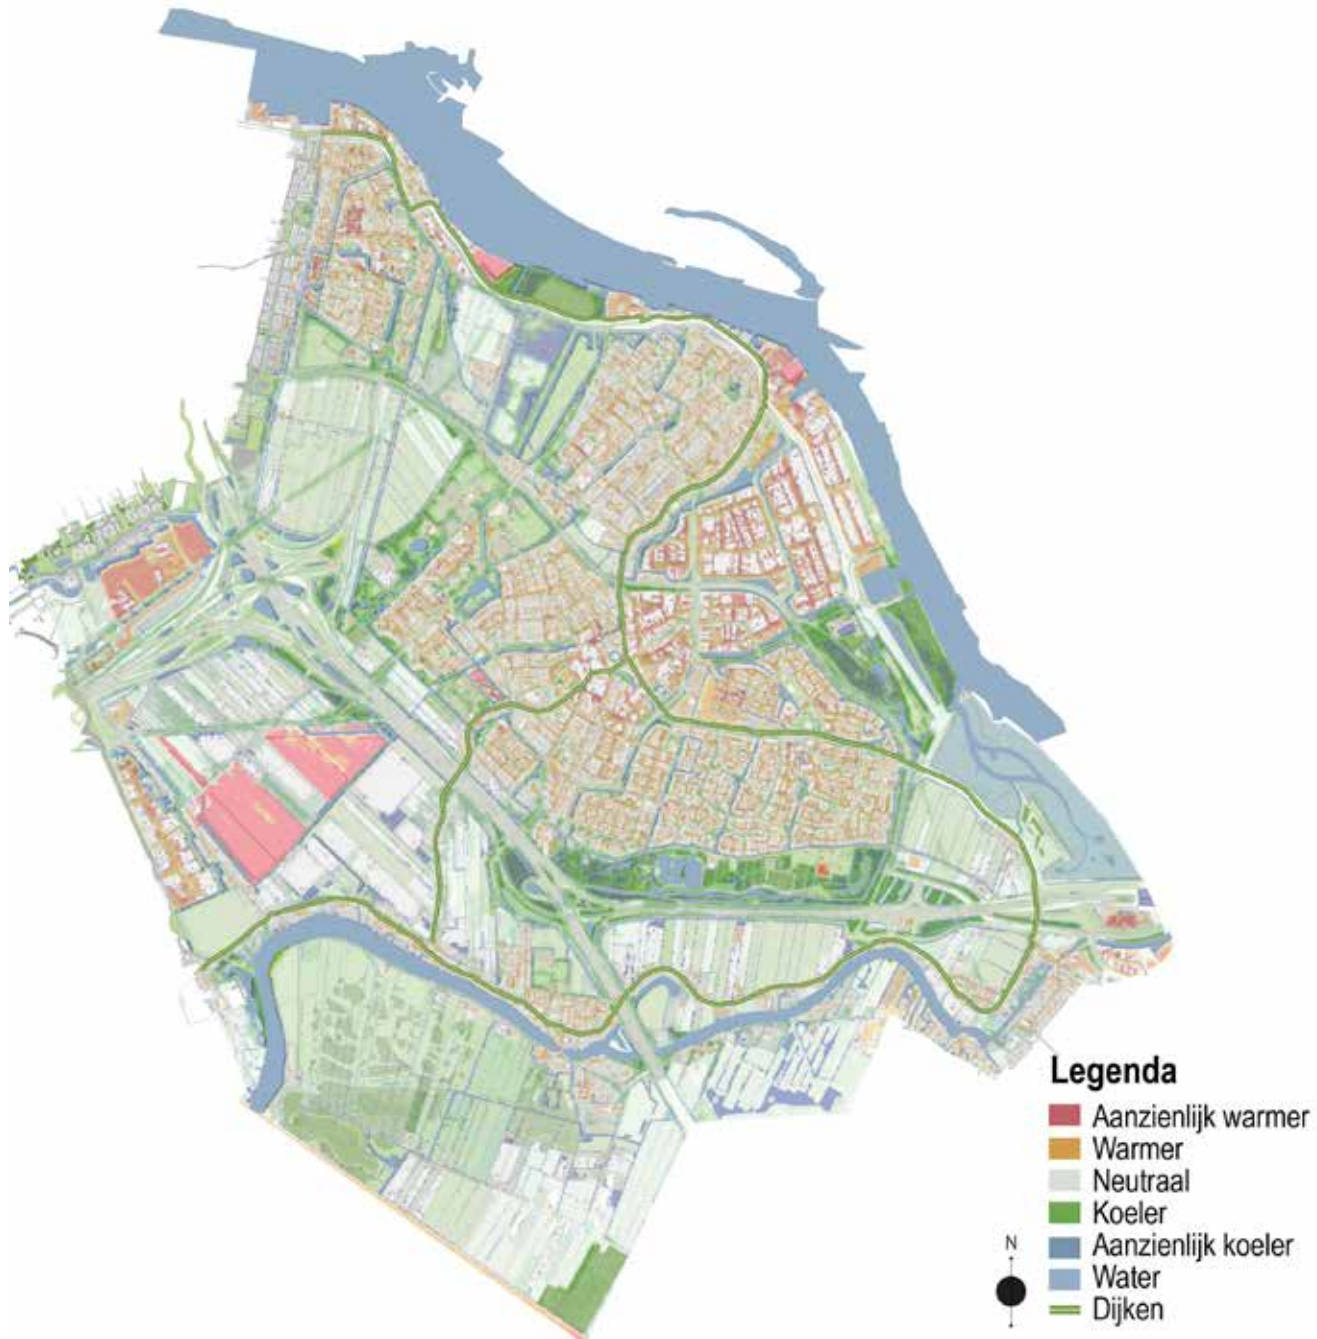 Legenda
Aanzienlijk warmer
Warmer
Neutraal
Koeler
Aanzienlijk koeler
N
Water
Dijken